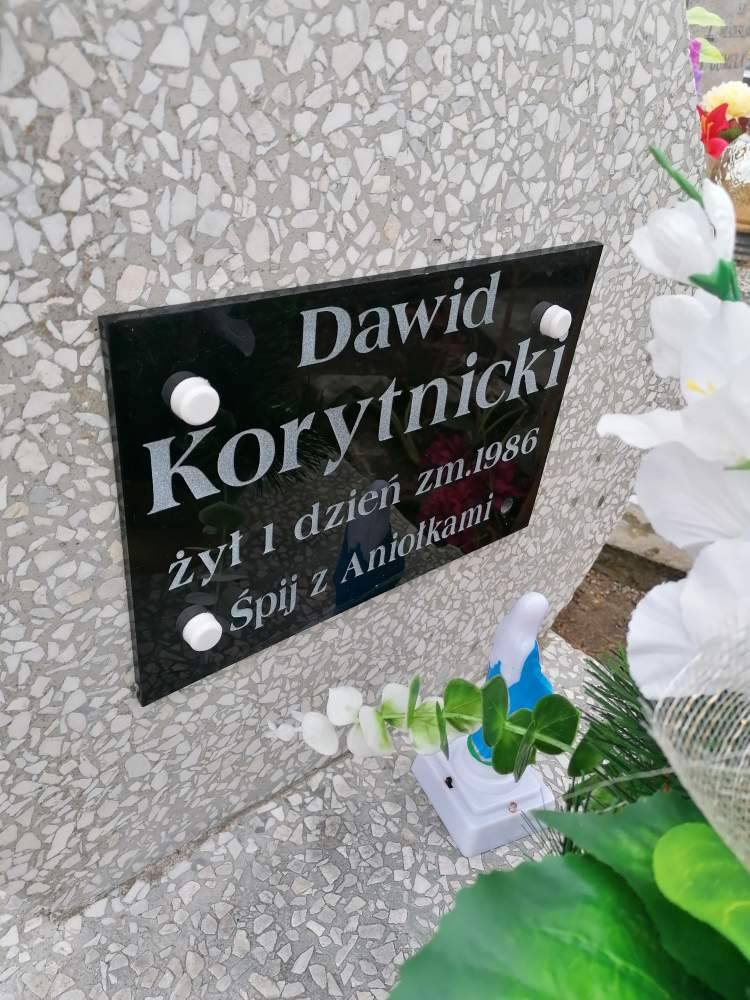 Dawid
Korytnicki
żył 1 dzień zm.1986
Śpij z Aniołkami